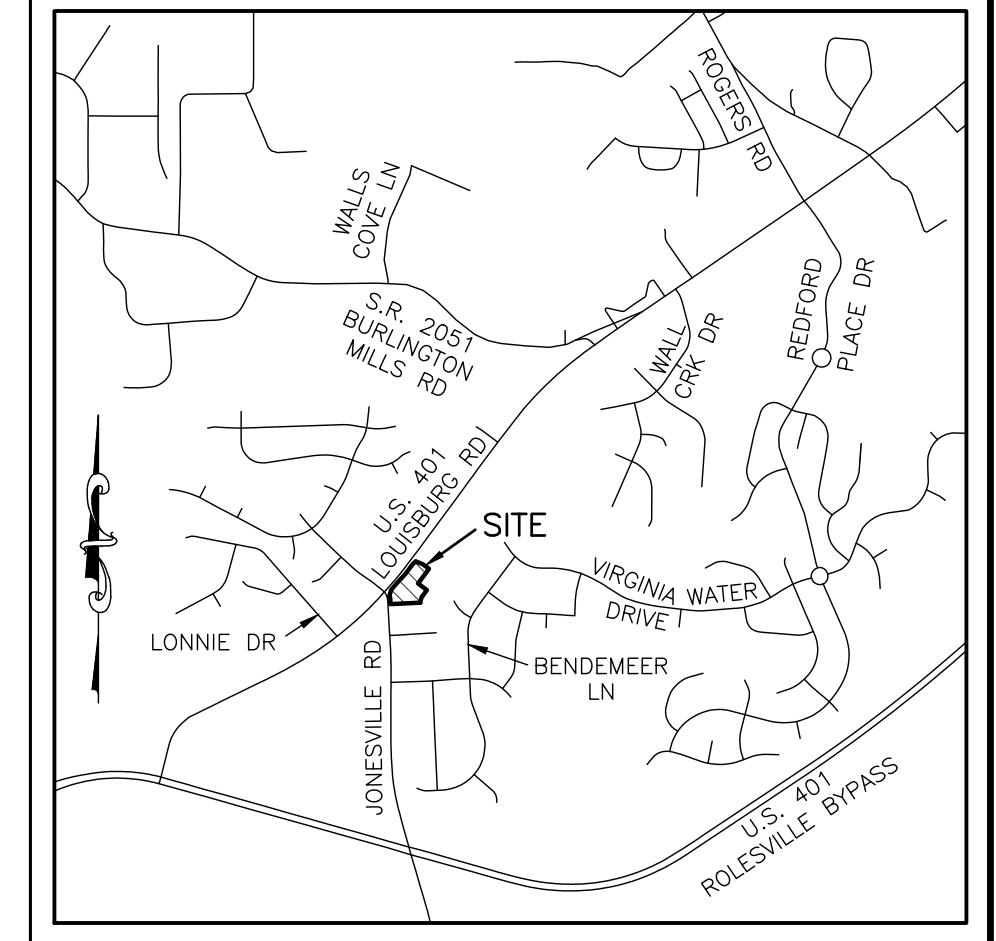 ROGERS RD
WALLS
COVE LN
S.R. 2051
BURLINGTON
MILLS RD
REDFORD
PLACE DR
WALL
CRK DR
U.S. 401
LOUISBURG RD
SITE
VIRGINIA WATER
DRIVE
LONNIE DR
BENDEMEER
LN
JONESVILLE RD
U.S. 401
ROLESVILLE BYPASS